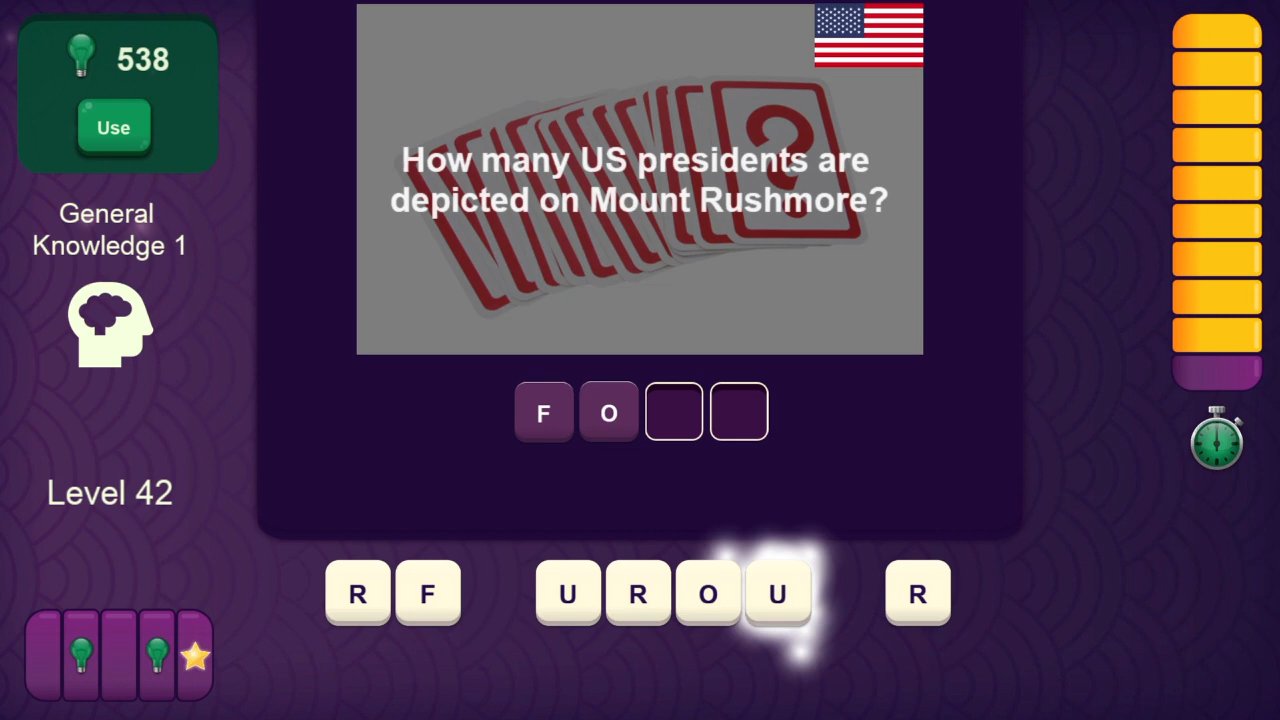 538
Use
General
Knowledge 1
Level 42
?
How many US presidents are
depicted on Mount Rushmore?
F O
R F U R O U R